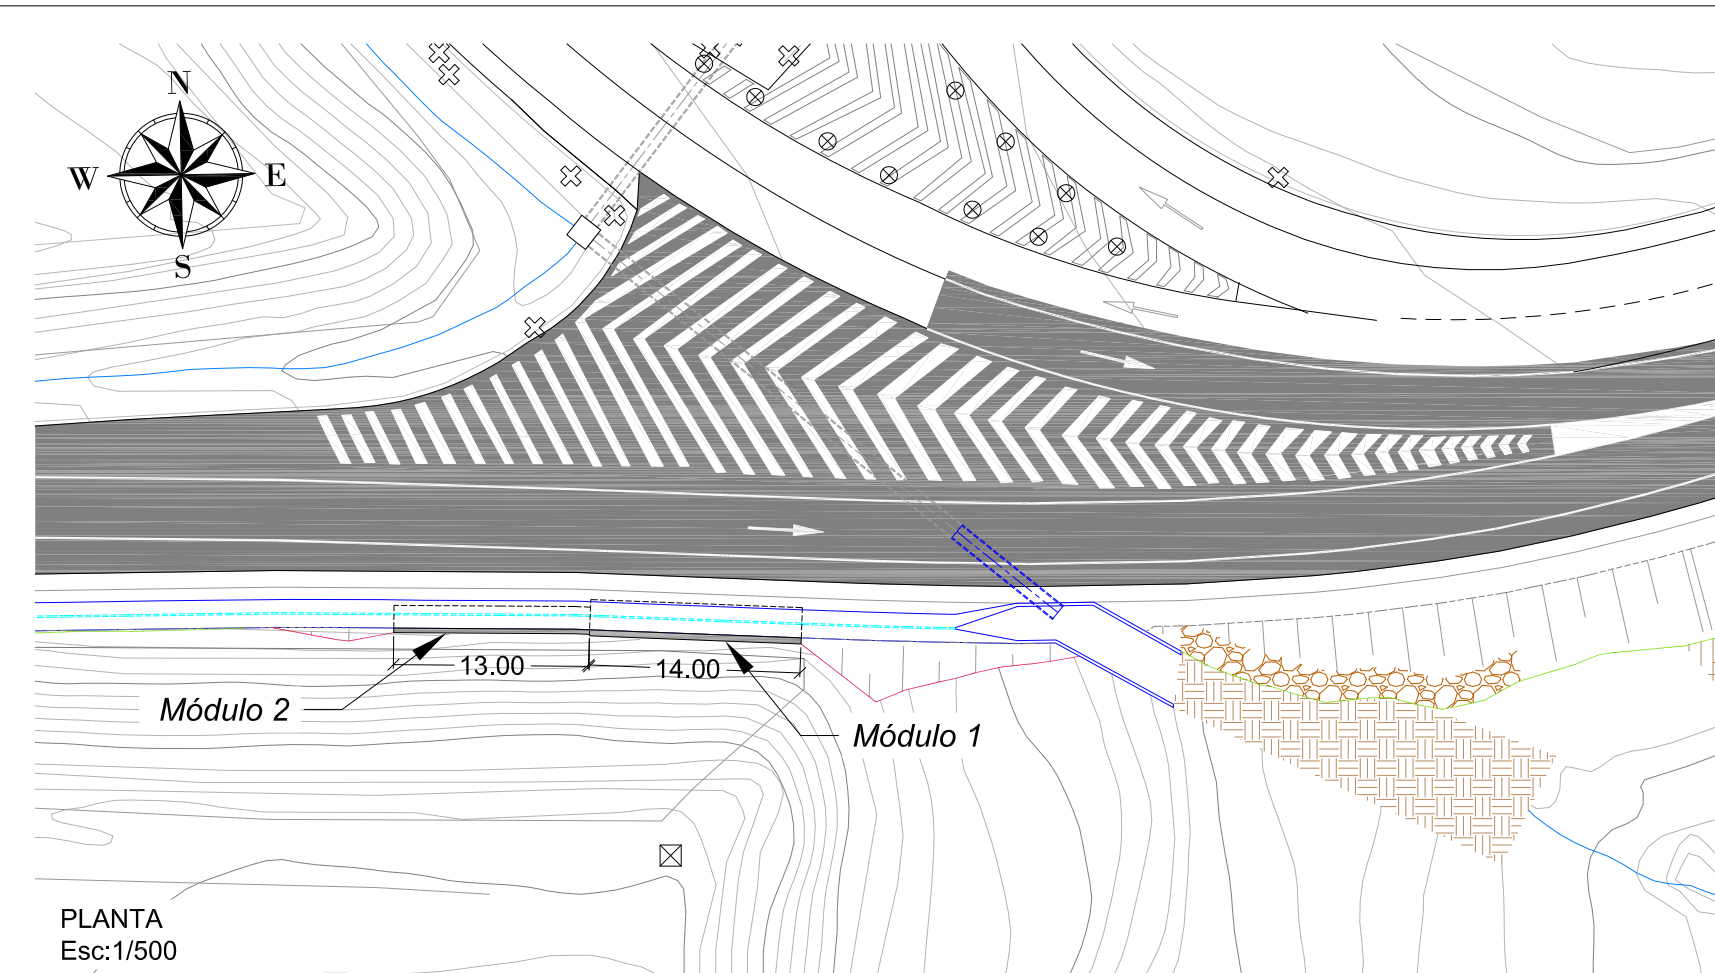 N
W E
S
13.00 14.00
Módulo 2
Módulo 1
PLANTA
Esc:1/500